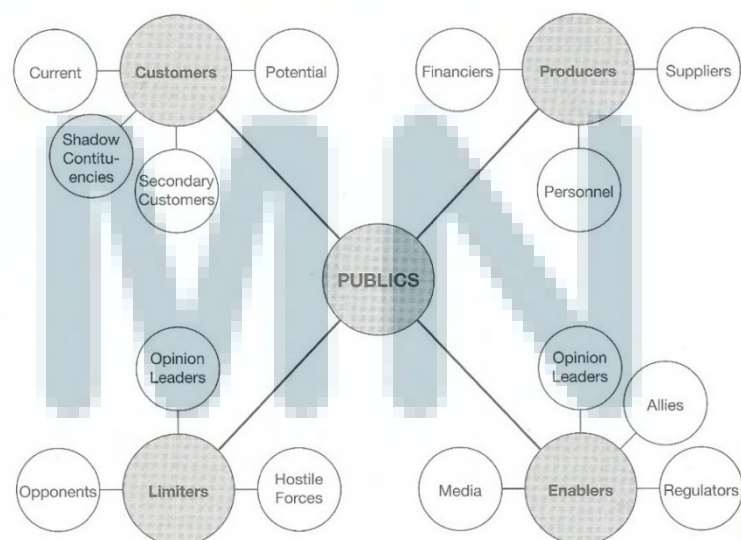 Current
Customers
Potential
Financiers
Producers
Suppliers
Shadow
Contitu-
encies
Secondary
Customers
Personnel
PUBLICS
Opinion
Leaders
Opinion
Leaders
Allies
Opponents
Limiters
Hostile
Forces
Media
Enablers
Regulators